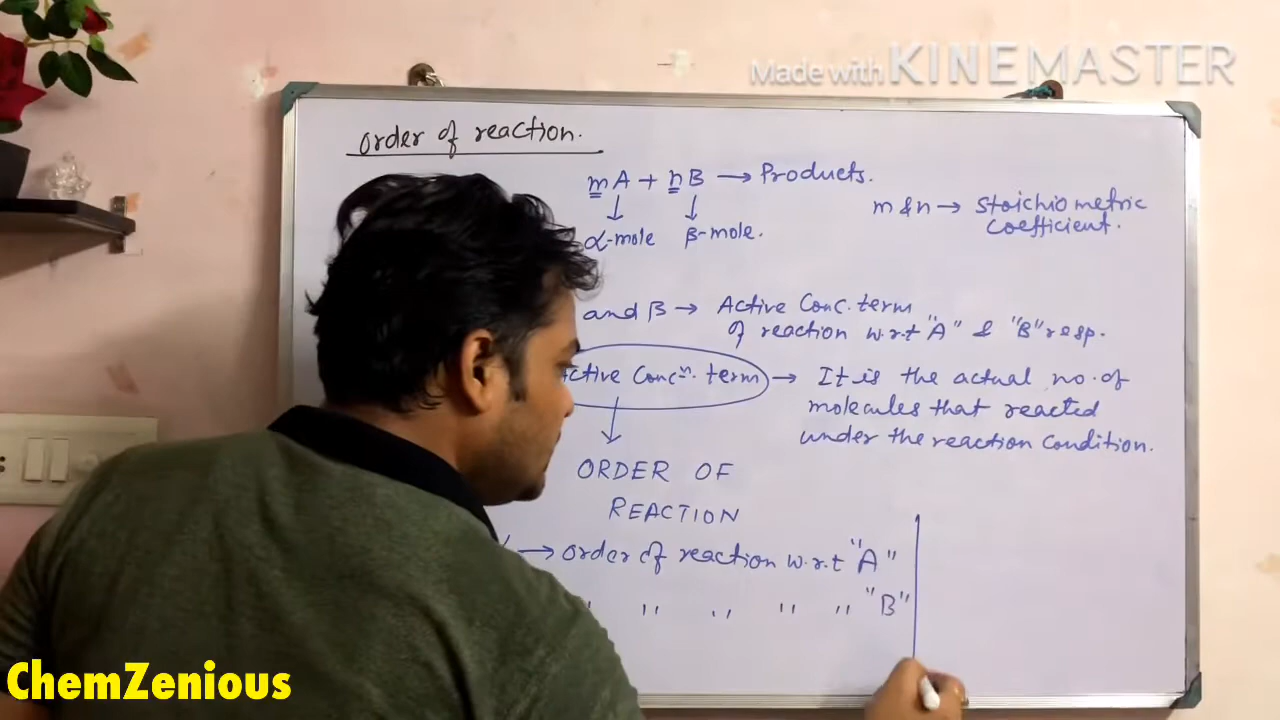 Made with KINEMASTER
Order of reaction.
mA + nB → Products.
α-mole β-mole.
m & n → Stoichiometric
coefficient.
and β → Active Conc. term
of reaction w.r.t "A" & "B" resp.
ctive Concⁿ. term → It is the actual no. of
molecules that reacted
under the reaction condition.
ORDER OF
REACTION
→ order of reaction w.r.t "A"
" " " " " "B"
ChemZenious